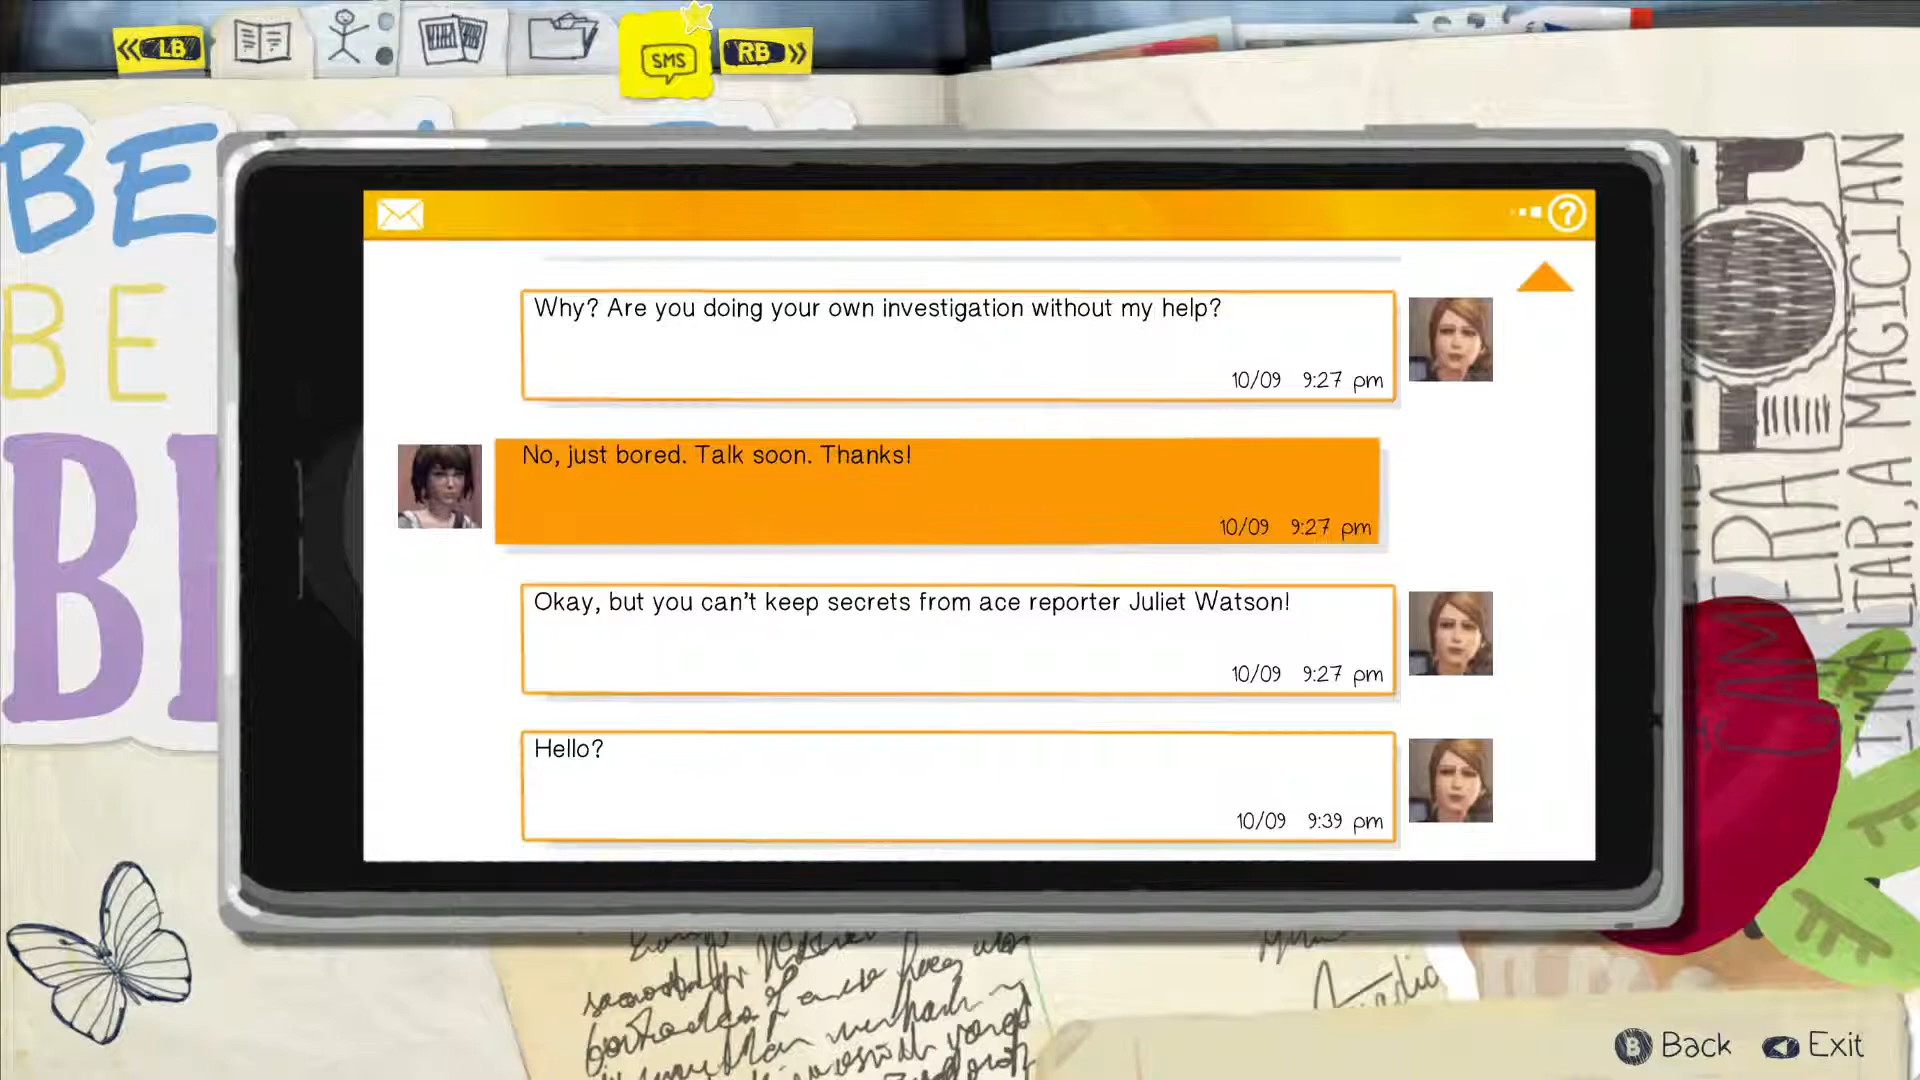 LB
SMS
RB
BE
BE
Why? Are you doing your own investigation without my help?
10/09 9:27 pm
No, just bored. Talk soon. Thanks!
10/09 9:27 pm
Okay, but you can't keep secrets from ace reporter Juliet Watson!
10/09 9:27 pm
Hello?
10/09 9:39 pm
?
A LIAR, A MAGICIAN
B Back
Exit